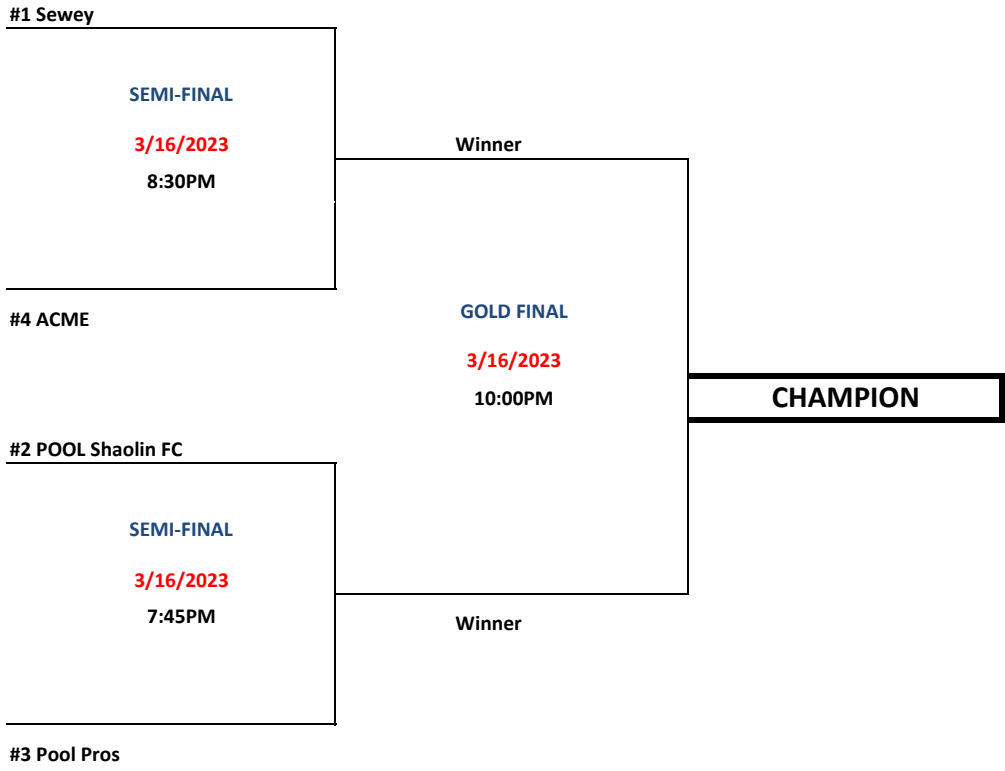 #1 Sewey
SEMI-FINAL
3/16/2023
8:30PM
Winner
#4 ACME
GOLD FINAL
3/16/2023
10:00PM
CHAMPION
#2 POOL Shaolin FC
SEMI-FINAL
3/16/2023
7:45PM
Winner
#3 Pool Pros